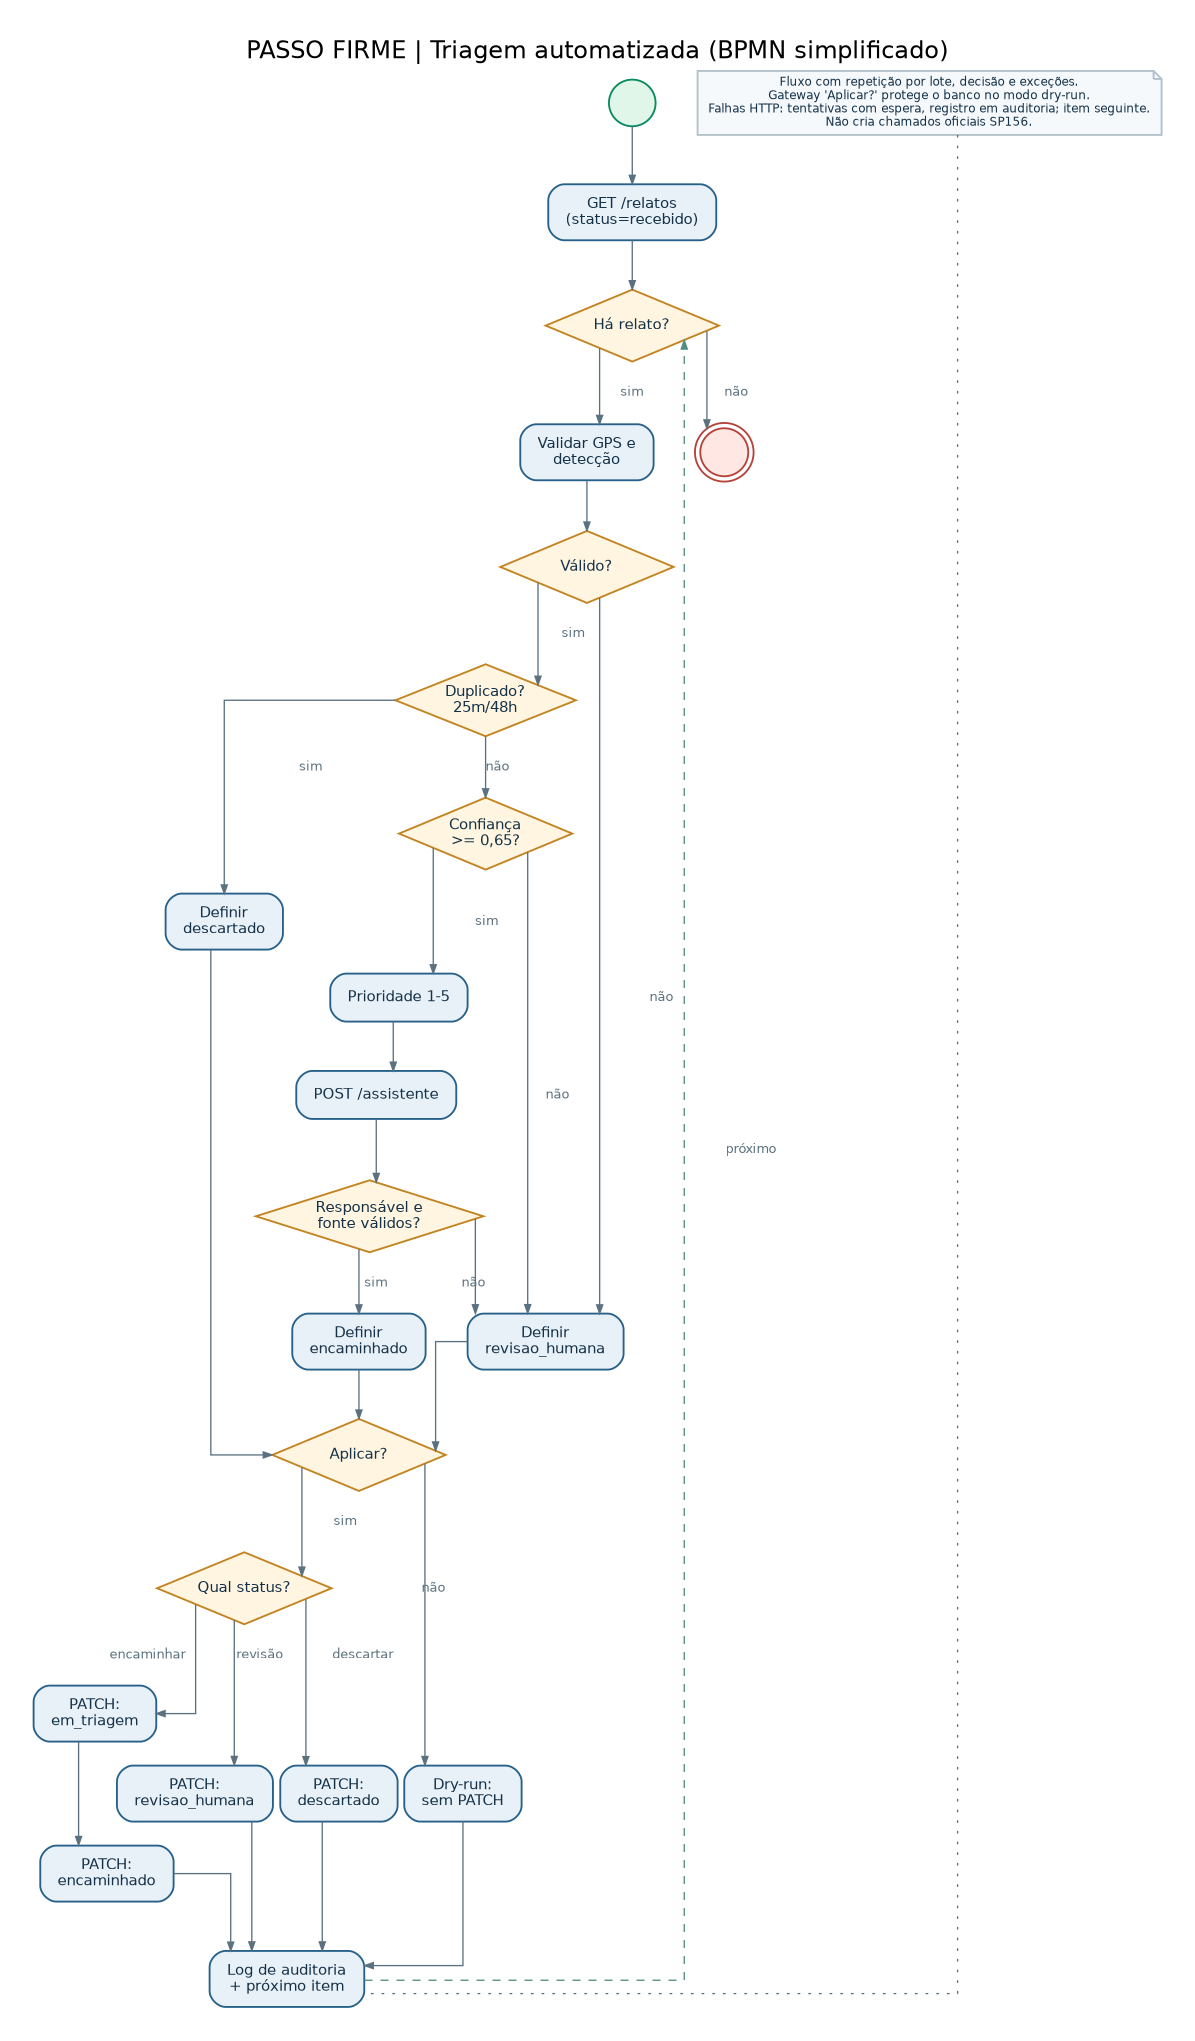 PASSO FIRME | Triagem automatizada (BPMN simplificado)
Fluxo com repetição por lote, decisão e exceções.
Gateway 'Aplicar?' protege o banco no modo dry-run.
Falhas HTTP: tentativas com espera, registro em auditoria; item seguinte.
Não cria chamados oficiais SP156.
GET /relatos
(status=recebido)
Há relato?
sim
não
Validar GPS e
detecção
Válido?
sim
Duplicado?
25m/48h
sim
não
Confiança
>= 0,65?
Definir
descartado
sim
Prioridade 1-5
não
POST /assistente
não
próximo
Responsável e
fonte válidos?
sim
não
Definir
encaminhado
Definir
revisao_humana
Aplicar?
sim
Qual status?
não
encaminhar
revisão
descartar
PATCH:
em_triagem
PATCH:
revisao_humana
PATCH:
descartado
Dry-run:
sem PATCH
PATCH:
encaminhado
Log de auditoria
+ próximo item